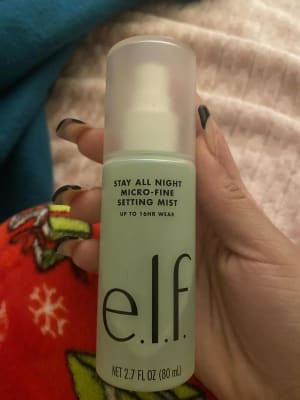 STAY ALL NIGHT
MICRO-FINE
SETTING MIST
UP TO 16HR WEAR
e.l.f.
NET 2.7 FL OZ (80 mL)